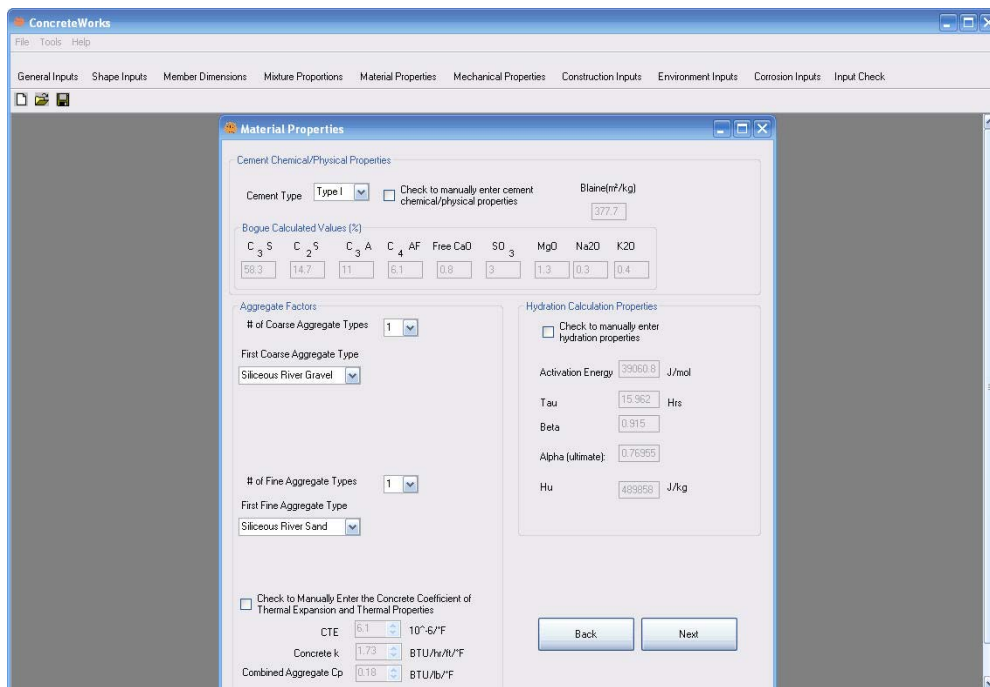 ConcreteWorks
File Tools Help
General Inputs Shape Inputs Member Dimensions Mixture Proportions Material Properties Mechanical Properties Construction Inputs Environment Inputs Corrosion Inputs Input Check
Material Properties
Cement Chemical/Physical Properties
Cement Type Type I Check to manually enter cement chemical/physical properties
Blaine(m²/kg)
377.7
Bogue Calculated Values (%)
C3S C2S C3A C4AF Free CaO SO3 MgO Na2O K2O
58.3 14.7 11 6.1 0.8 3 1.3 0.3 0.4
Aggregate Factors
# of Coarse Aggregate Types 1
First Coarse Aggregate Type
Siliceous River Gravel
# of Fine Aggregate Types 1
First Fine Aggregate Type
Siliceous River Sand
Check to Manually Enter the Concrete Coefficient of
Thermal Expansion and Thermal Properties
CTE 6.1 10^-6/°F
Concrete k 1.73 BTU/hr/ft/°F
Combined Aggregate Cp 0.18 BTU/lb/°F
Hydration Calculation Properties
Check to manually enter
hydration properties
Activation Energy 39060.8 J/mol
Tau 15.962 Hrs
Beta 0.915
Alpha (ultimate): 0.76955
Hu 489858 J/kg
Back Next